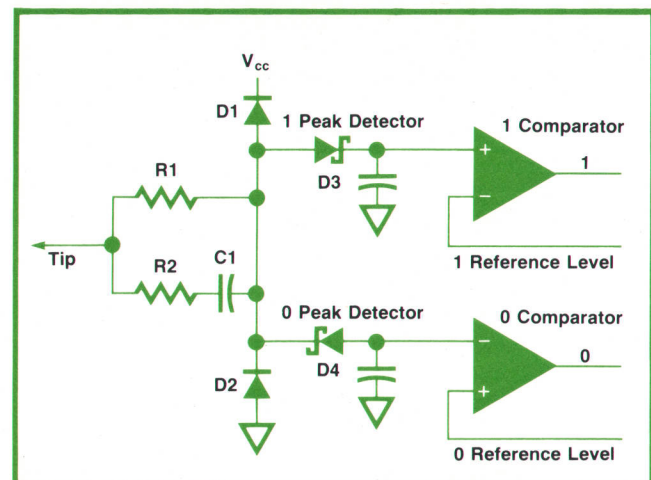 Vcc
D1
1 Peak Detector
1 Comparator
+
1
R1
D3
−
Tip
1 Reference Level
R2
C1
0 Peak Detector
0 Comparator
−
0
D2
D4
+
0 Reference Level